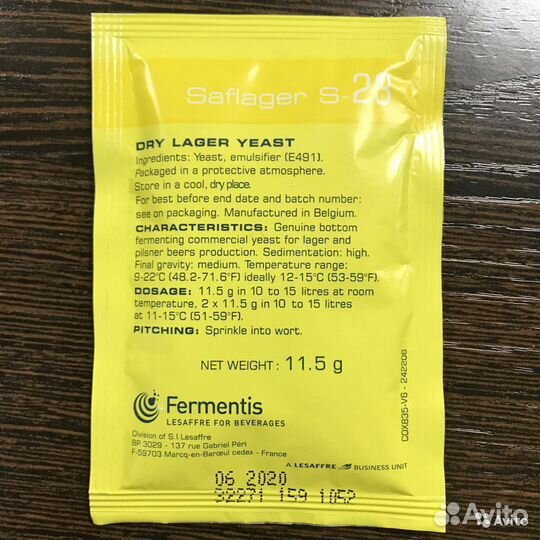 Saflager S-23
DRY LAGER YEAST
Ingredients: Yeast, emulsifier (E491).
Packaged in a protective atmosphere.
Store in a cool, dry place.
For best before end date and batch number:
see on packaging. Manufactured in Belgium.
CHARACTERISTICS: Genuine bottom
fermenting commercial yeast for lager and
pilsner beers production. Sedimentation: high.
Final gravity: medium. Temperature range:
9-22°C (48.2-71.6°F) ideally 12-15°C (53-59°F).
DOSAGE: 11.5 g in 10 to 15 litres at room
temperature, 2 x 11.5 g in 10 to 15 litres
at 11-15°C (51-59°F).
PITCHING: Sprinkle into wort.
NET WEIGHT: 11.5 g
COX835-V6 - 242206
Fermentis
LESAFFRE FOR BEVERAGES
Division of S.I.Lesaffre
BP 3029 - 137 rue Gabriel Péri
F-59703 Marcq-en-Barœul cedex - France
A LESAFFRE BUSINESS UNIT
06 2020
92271 159 1052
Avito
Avito